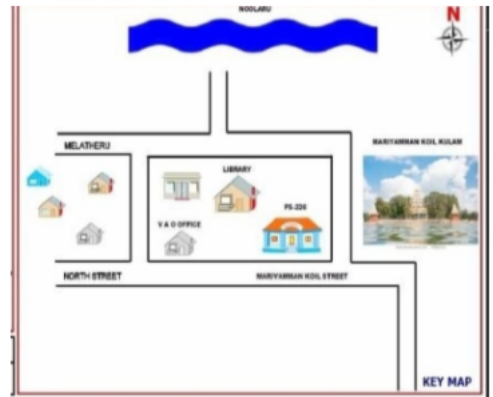 NOOLARU
N
MELATHERU
MARIYAMMAN KOIL KULAM
LIBRARY
PS-226
V A O OFFICE
NORTH STREET
MARIYAMMAN KOIL STREET
KEY MAP